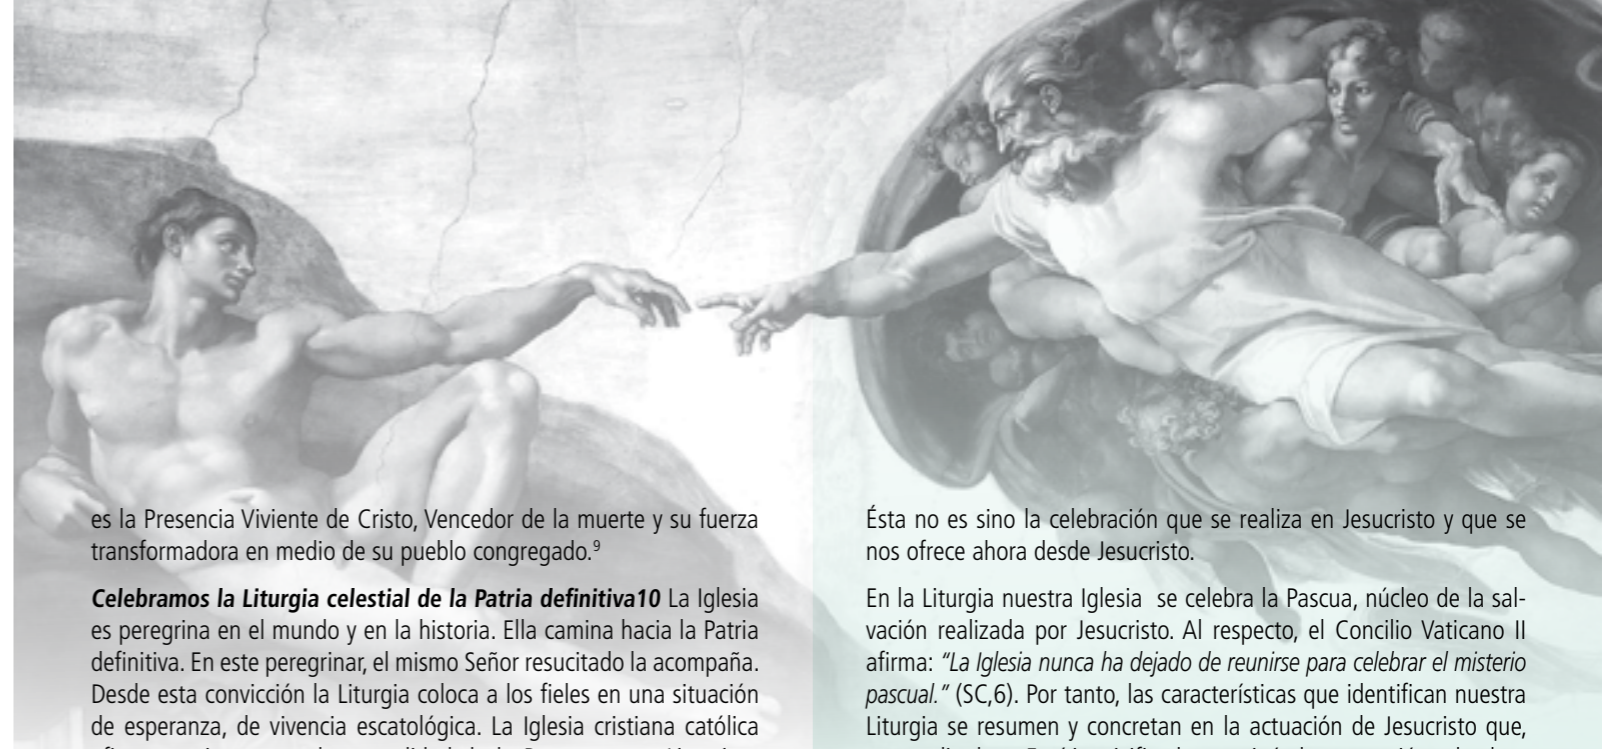 es la Presencia Viviente de Cristo, Vencedor de la muerte y su fuerza
transformadora en medio de su pueblo congregado.⁹
Celebramos la Liturgia celestial de la Patria definitiva10 La Iglesia
es peregrina en el mundo y en la historia. Ella camina hacia la Patria
definitiva. En este peregrinar, el mismo Señor resucitado la acompaña.
Desde esta convicción la Liturgia coloca a los fieles en una situación
de esperanza, de vivencia escatológica. La Iglesia cristiana católica
Ésta no es sino la celebración que se realiza en Jesucristo y que se
nos ofrece ahora desde Jesucristo.
En la Liturgia nuestra Iglesia se celebra la Pascua, núcleo de la sal-
vación realizada por Jesucristo. Al respecto, el Concilio Vaticano II
afirma: “La Iglesia nunca ha dejado de reunirse para celebrar el misterio
pascual.” (SC,6). Por tanto, las características que identifican nuestra
Liturgia se resumen y concretan en la actuación de Jesucristo que,